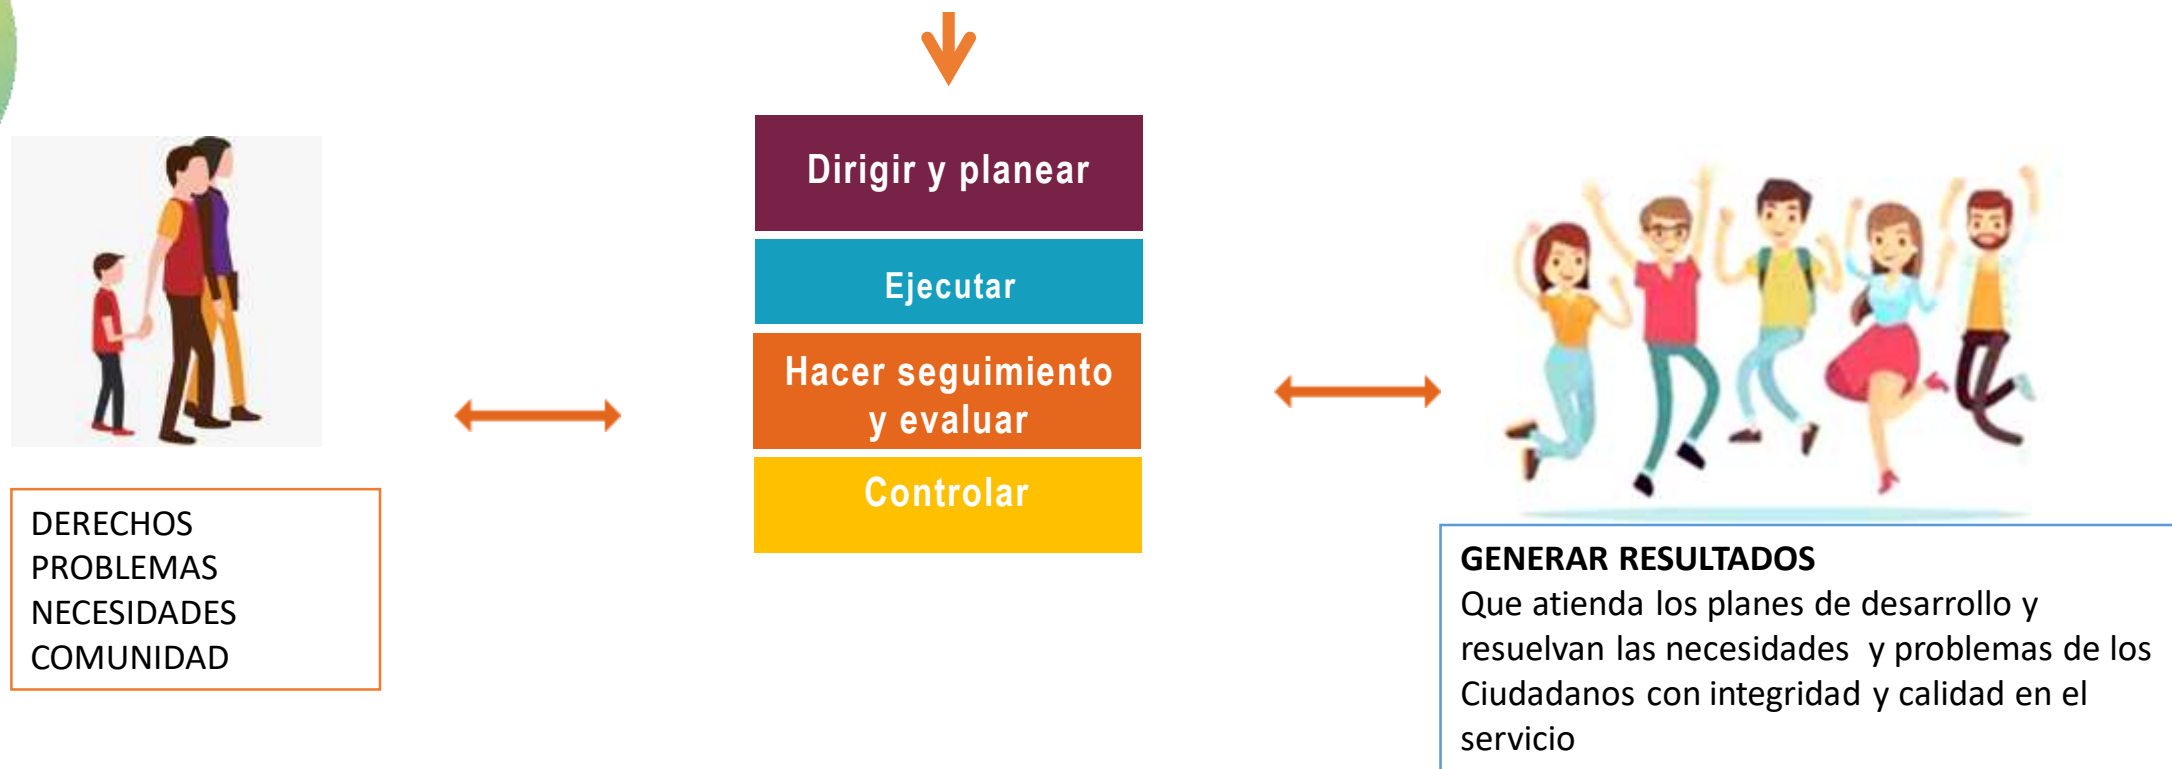 Dirigir y planear
Ejecutar
Hacer seguimiento
y evaluar
Controlar
DERECHOS
PROBLEMAS
NECESIDADES
COMUNIDAD
GENERAR RESULTADOS
Que atienda los planes de desarrollo y
resuelvan las necesidades y problemas de los
Ciudadanos con integridad y calidad en el
servicio